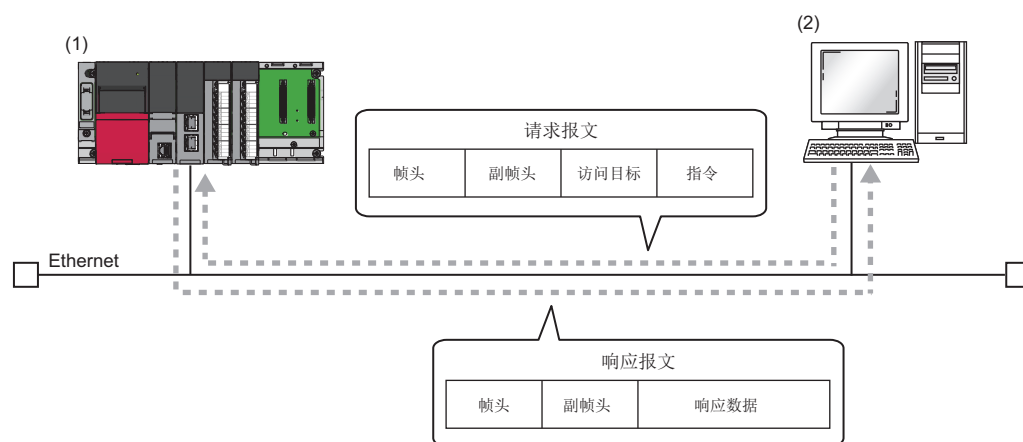 (1)
(2)
请求报文
帧头 副帧头 访问目标 指令
Ethernet
响应报文
帧头 副帧头 响应数据